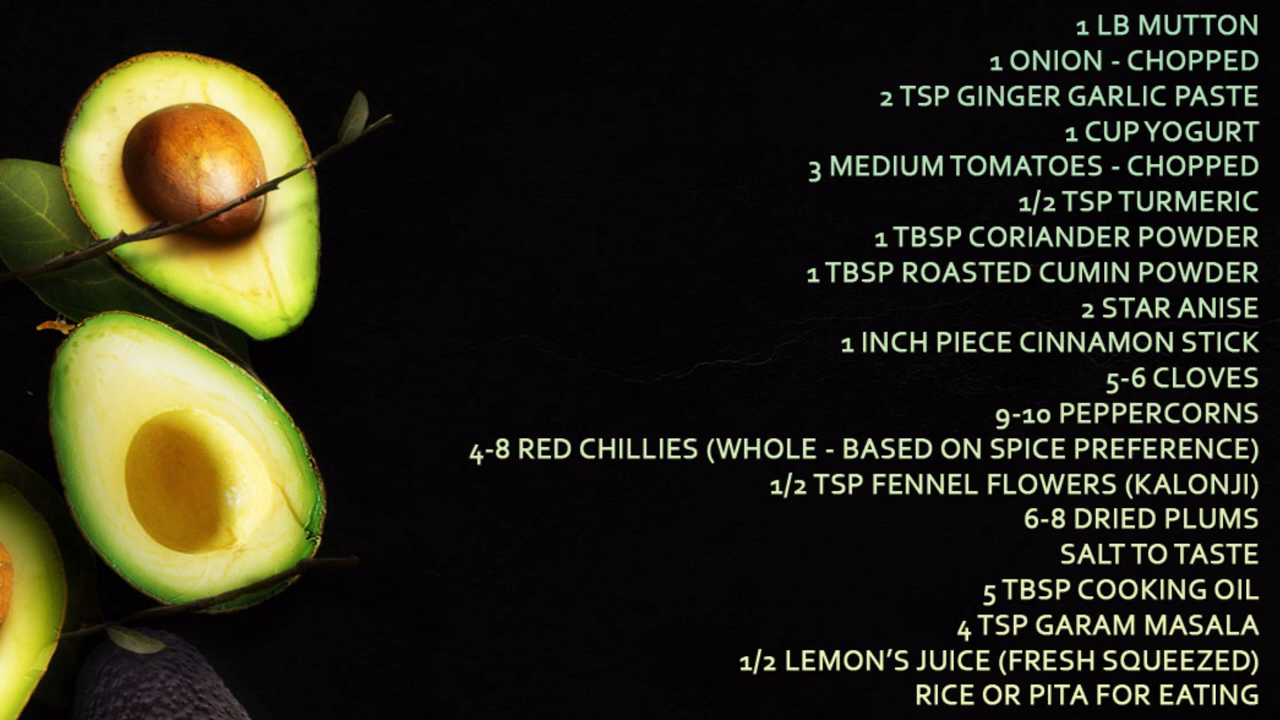 1 LB MUTTON
1 ONION - CHOPPED
2 TSP GINGER GARLIC PASTE
1 CUP YOGURT
3 MEDIUM TOMATOES - CHOPPED
1/2 TSP TURMERIC
1 TBSP CORIANDER POWDER
1 TBSP ROASTED CUMIN POWDER
2 STAR ANISE
1 INCH PIECE CINNAMON STICK
5-6 CLOVES
9-10 PEPPERCORNS
4-8 RED CHILLIES (WHOLE - BASED ON SPICE PREFERENCE)
1/2 TSP FENNEL FLOWERS (KALONJI)
6-8 DRIED PLUMS
SALT TO TASTE
5 TBSP COOKING OIL
4 TSP GARAM MASALA
1/2 LEMON’S JUICE (FRESH SQUEEZED)
RICE OR PITA FOR EATING